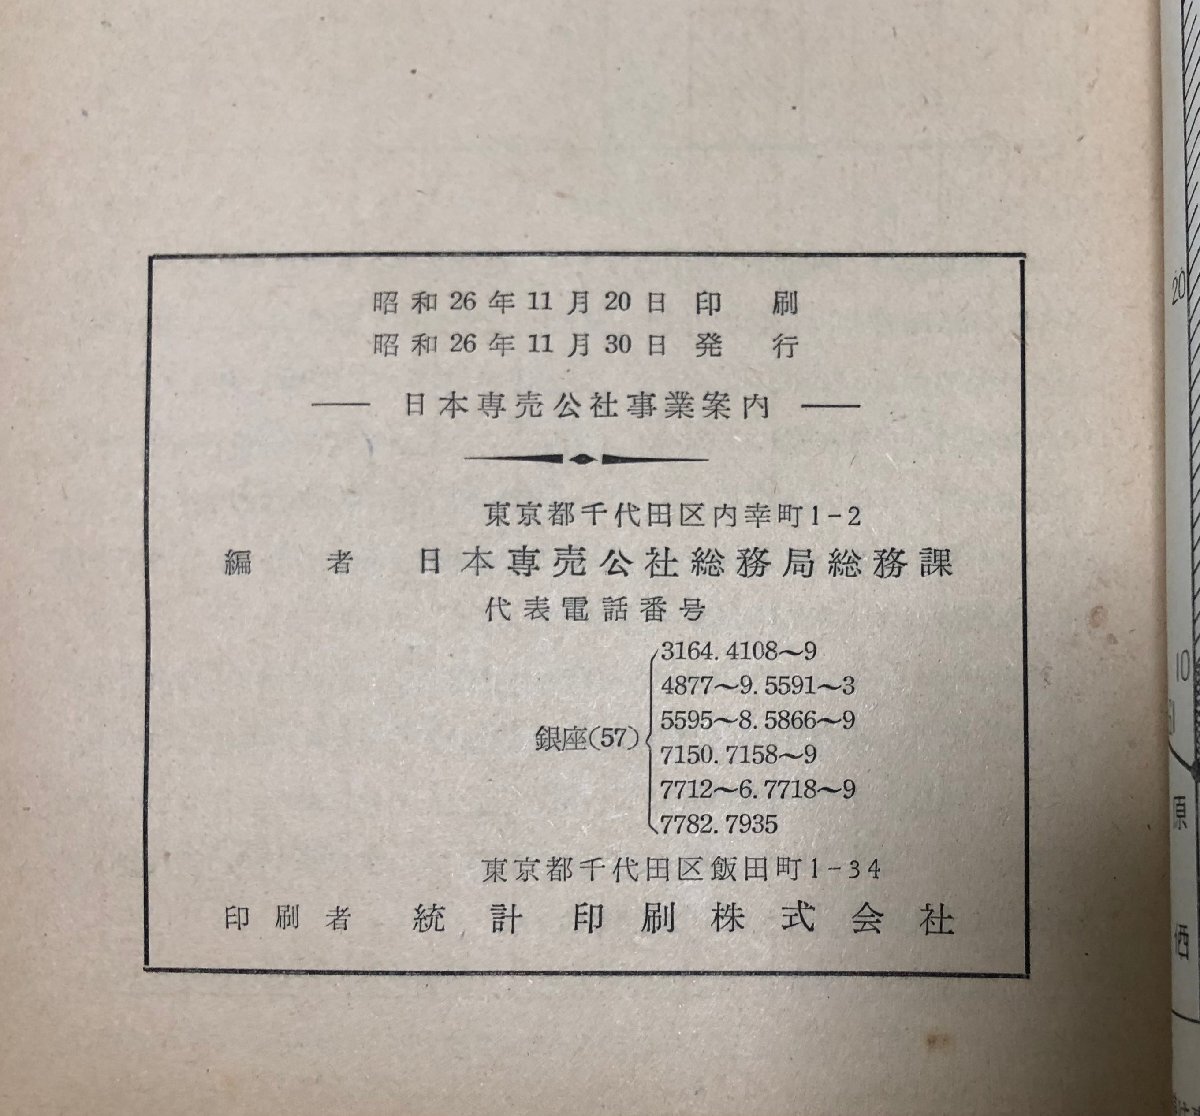 昭和26年11月20日 印刷
昭和26年11月30日 発行
― 日本専売公社事業案内 ―
東京都千代田区内幸町1-2
編者 日本専売公社総務局総務課
代表電話番号
銀座(57)
3164.4108～9
4877～9.5591～3
5595～8.5866～9
7150.7158～9
7712～6.7718～9
7782.7935
東京都千代田区飯田町1-34
印刷者 統計印刷株式会社
20
10
原